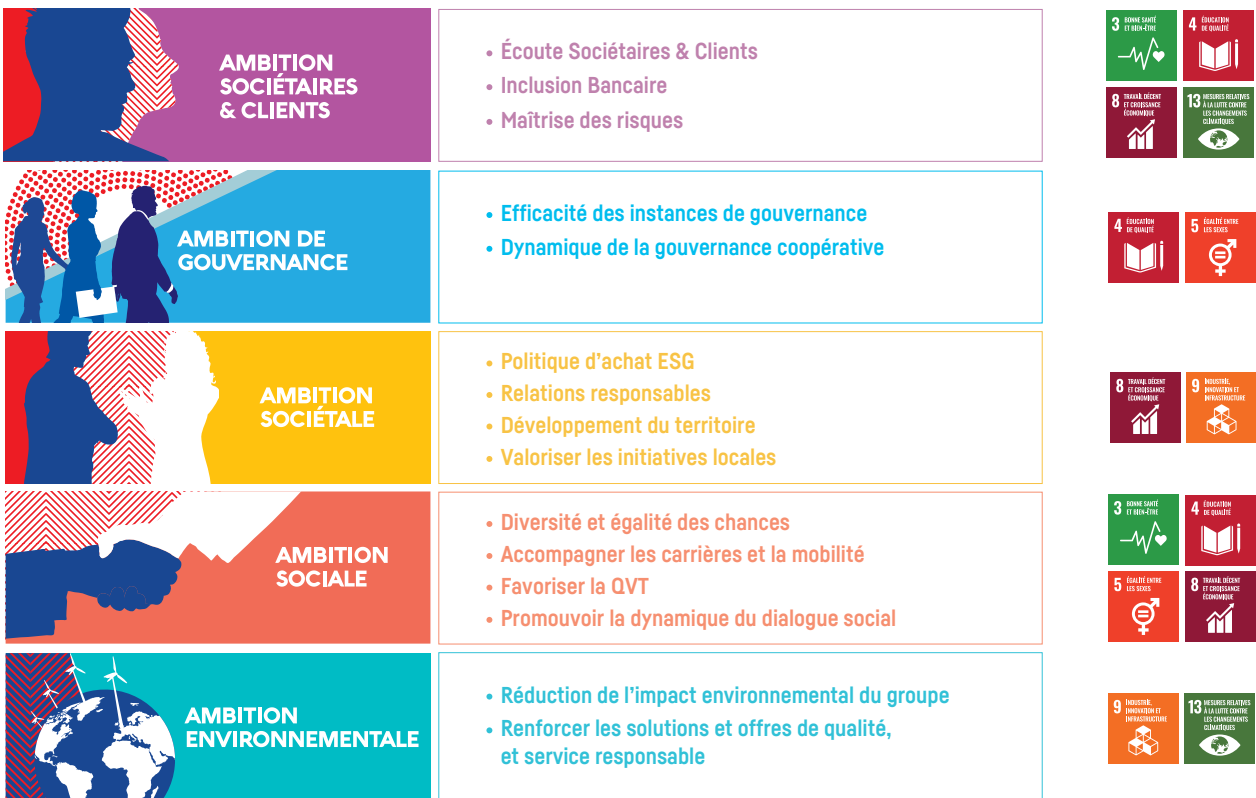 AMBITION
SOCIÉTAIRES
& CLIENTS
• Écoute Sociétaires & Clients
• Inclusion Bancaire
• Maîtrise des risques
3 BONNE SANTÉ
ET BIEN-ÊTRE
4 ÉDUCATION
DE QUALITÉ
8 TRAVAIL DÉCENT
ET CROISSANCE
ÉCONOMIQUE
13 MESURES RELATIVES
À LA LUTTE CONTRE
LES CHANGEMENTS
CLIMATIQUES
AMBITION DE
GOUVERNANCE
• Efficacité des instances de gouvernance
• Dynamique de la gouvernance coopérative
4 ÉDUCATION
DE QUALITÉ
5 ÉGALITÉ ENTRE
LES SEXES
AMBITION
SOCIÉTALE
• Politique d’achat ESG
• Relations responsables
• Développement du territoire
• Valoriser les initiatives locales
8 TRAVAIL DÉCENT
ET CROISSANCE
ÉCONOMIQUE
9 INDUSTRIE,
INNOVATION ET
INFRASTRUCTURE
AMBITION
SOCIALE
• Diversité et égalité des chances
• Accompagner les carrières et la mobilité
• Favoriser la QVT
• Promouvoir la dynamique du dialogue social
3 BONNE SANTÉ
ET BIEN-ÊTRE
4 ÉDUCATION
DE QUALITÉ
5 ÉGALITÉ ENTRE
LES SEXES
8 TRAVAIL DÉCENT
ET CROISSANCE
ÉCONOMIQUE
AMBITION
ENVIRONNEMENTALE
• Réduction de l’impact environnemental du groupe
• Renforcer les solutions et offres de qualité,
et service responsable
9 INDUSTRIE,
INNOVATION ET
INFRASTRUCTURE
13 MESURES RELATIVES
À LA LUTTE CONTRE
LES CHANGEMENTS
CLIMATIQUES